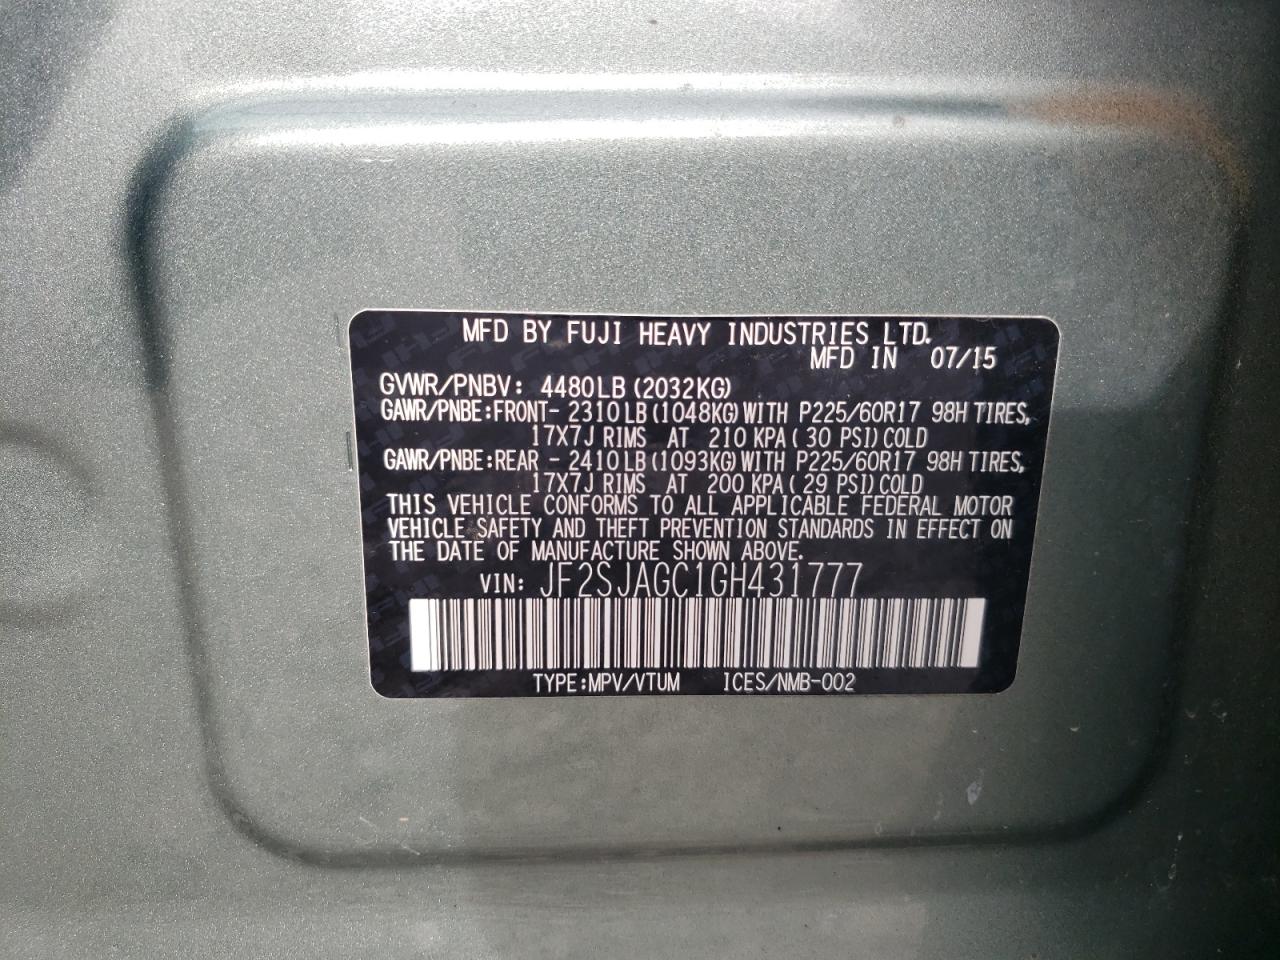 MFD BY FUJI HEAVY INDUSTRIES LTD.
MFD IN 07/15
GVWR/PNBV: 4480LB (2032KG)
GAWR/PNBE:FRONT- 2310LB (1048KG) WITH P225/60R17 98H TIRES,
17X7J RIMS AT 210 KPA ( 30 PSI) COLD
GAWR/PNBE:REAR - 2410LB (1093KG) WITH P225/60R17 98H TIRES,
17X7J RIMS AT 200 KPA ( 29 PSI) COLD
THIS VEHICLE CONFORMS TO ALL APPLICABLE FEDERAL MOTOR
VEHICLE SAFETY AND THEFT PREVENTION STANDARDS IN EFFECT ON
THE DATE OF MANUFACTURE SHOWN ABOVE.
VIN: JF2SJAGC1GH431777
TYPE:MPV/VTUM ICES/NMB-002